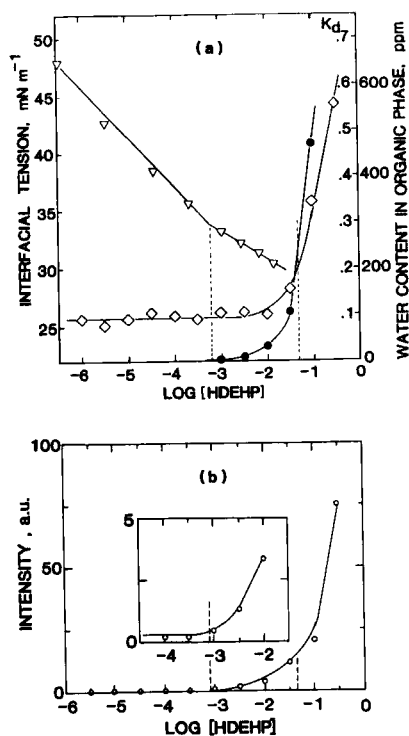 (a)
50
45
40
35
30
25
INTERFACIAL TENSION, mN m⁻¹
Kd
.7
.6
.5
.4
.3
.2
.1
0
600
400
200
0
WATER CONTENT IN ORGANIC PHASE, ppm
-6 -5 -4 -3 -2 -1 0
LOG [HDEHP]
(b)
100
50
0
INTENSITY, a.u.
5
0
-4 -3 -2
-6 -5 -4 -3 -2 -1 0
LOG [HDEHP]